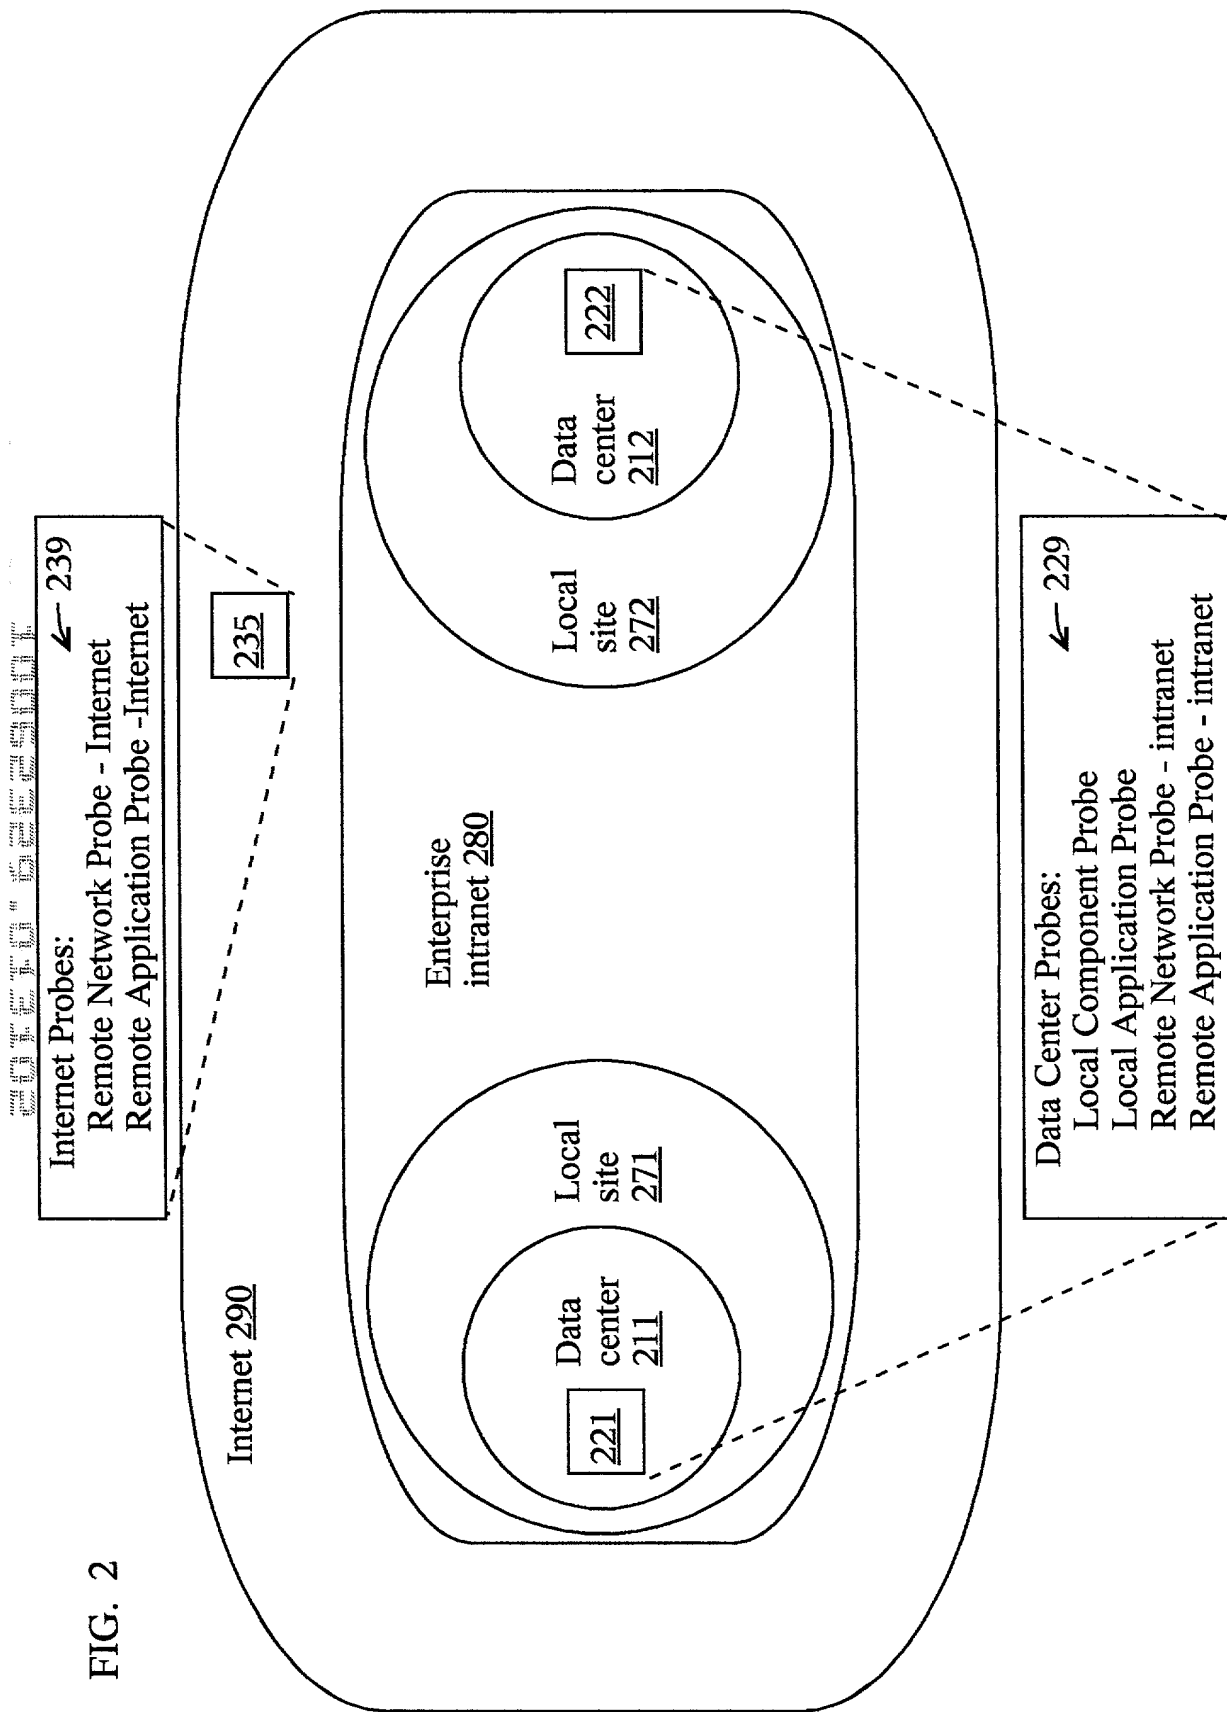 FIG. 2
Internet Probes:
Remote Network Probe - Internet
Remote Application Probe -Internet
239
Internet 290
235
Enterprise
intranet 280
Local
site
271
Data
center
211
221
Local
site
272
Data
center
212
222
Data Center Probes:
Local Component Probe
Local Application Probe
Remote Network Probe - intranet
Remote Application Probe - intranet
229